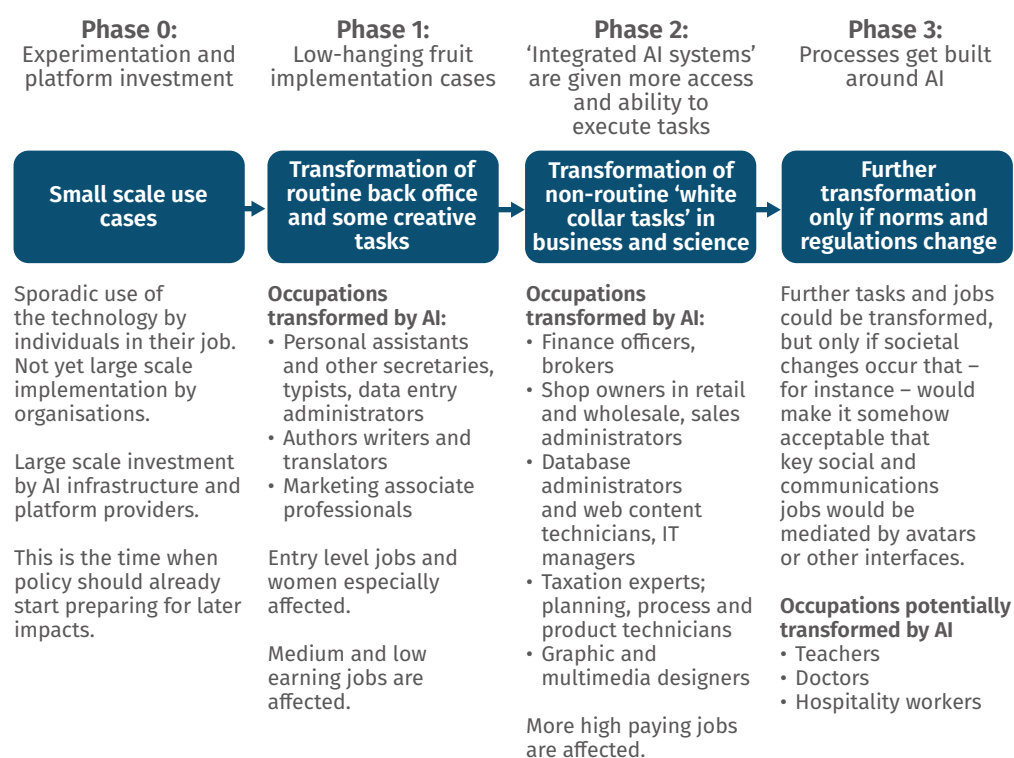 Phase 0:
Experimentation and
platform investment
Small scale use
cases
Sporadic use of
the technology by
individuals in their job.
Not yet large scale
implementation by
organisations.
Large scale investment
by AI infrastructure and
platform providers.
This is the time when
policy should already
start preparing for later
impacts.
Phase 1:
Low-hanging fruit
implementation cases
Transformation of
routine back office
and some creative
tasks
Occupations
transformed by AI:
• Personal assistants
and other secretaries,
typists, data entry
administrators
• Authors writers and
translators
• Marketing associate
professionals
Entry level jobs and
women especially
affected.
Medium and low
earning jobs are
affected.
Phase 2:
‘Integrated AI systems’
are given more access
and ability to
execute tasks
Transformation of
non-routine ‘white
collar tasks’ in
business and science
Occupations
transformed by AI:
• Finance officers,
brokers
• Shop owners in retail
and wholesale, sales
administrators
• Database
administrators
and web content
technicians, IT
managers
• Taxation experts;
planning, process and
product technicians
• Graphic and
multimedia designers
More high paying jobs
are affected.
Phase 3:
Processes get built
around AI
Further
transformation
only if norms and
regulations change
Further tasks and jobs
could be transformed,
but only if societal
changes occur that –
for instance – would
make it somehow
acceptable that
key social and
communications
jobs would be
mediated by avatars
or other interfaces.
Occupations potentially
transformed by AI
• Teachers
• Doctors
• Hospitality workers